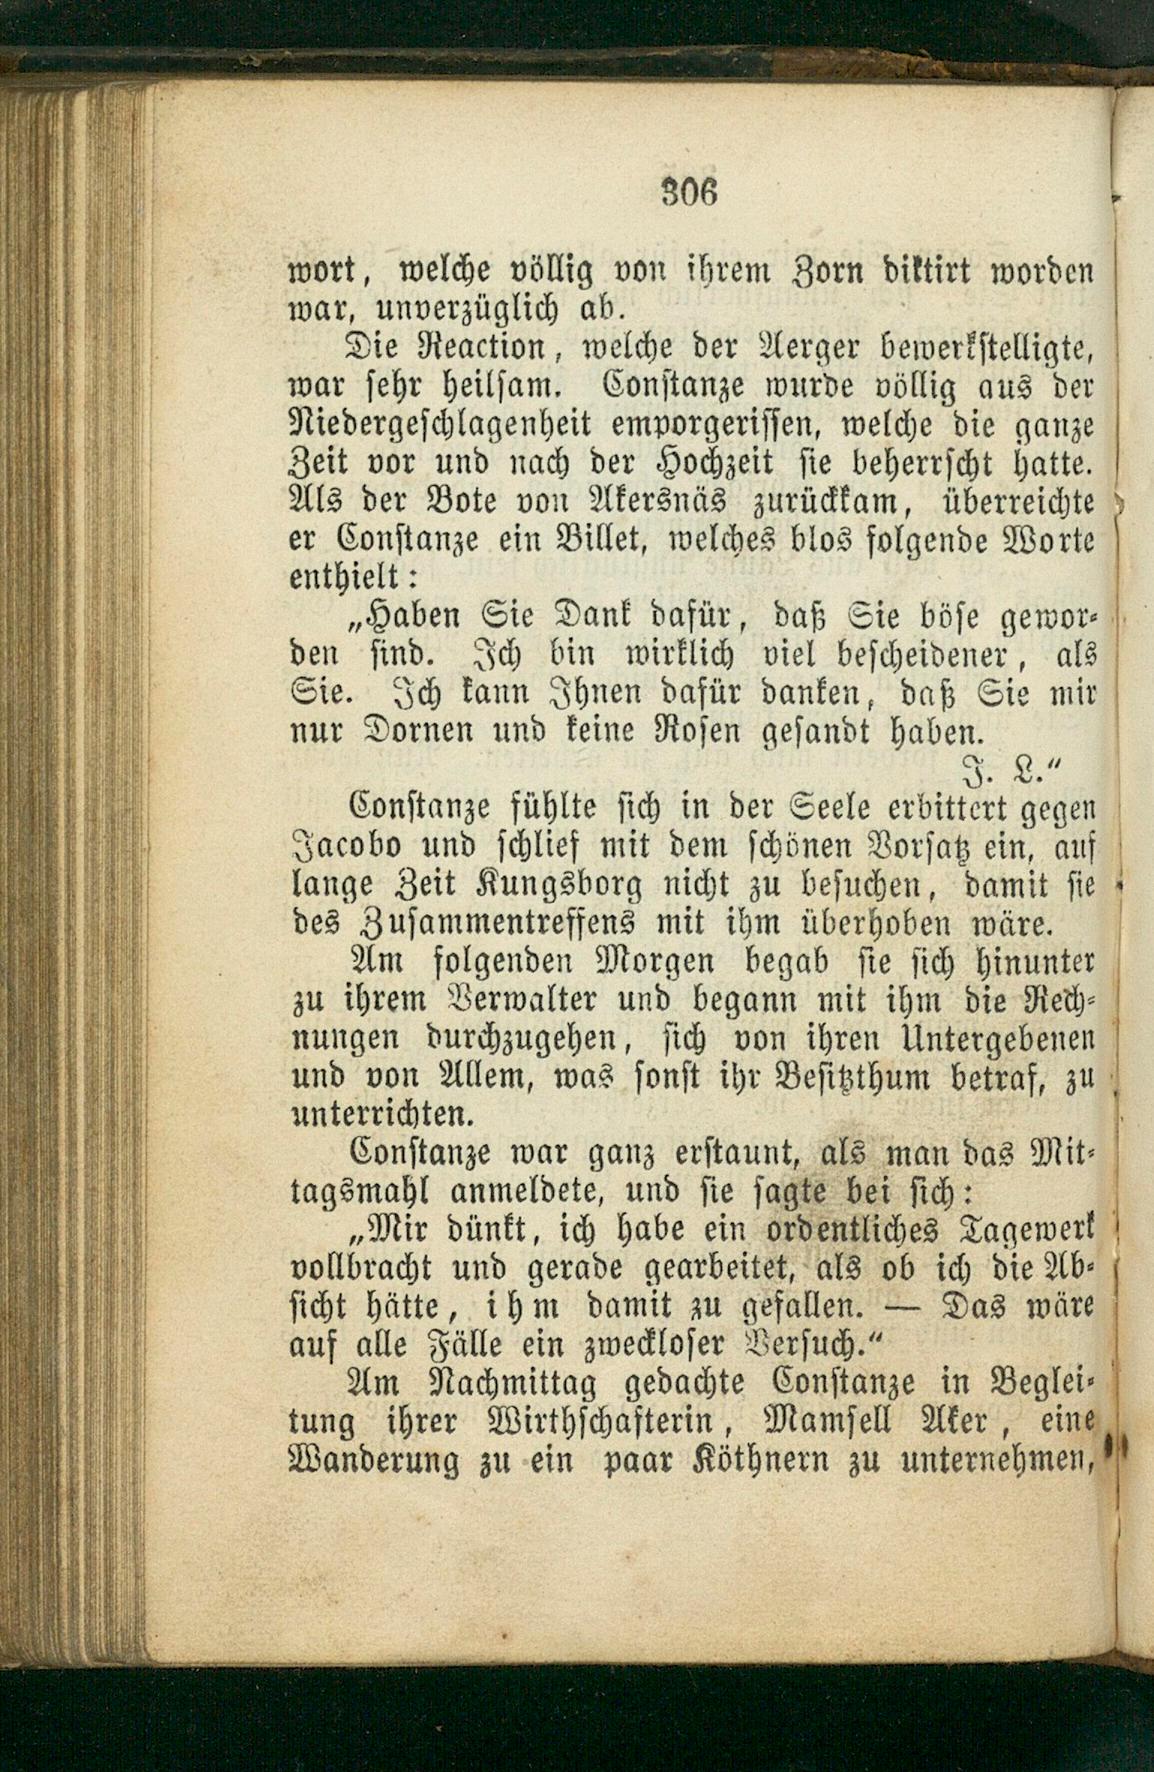 306
wort, welche völlig von ihrem Zorn diktirt worden
war, unverzüglich ab.
Die Reaction, welche der Aerger bewerkstelligte,
war sehr heilsam. Constanze wurde völlig aus der
Niedergeschlagenheit emporgerissen, welche die ganze
Zeit vor und nach der Hochzeit sie beherrscht hatte.
Als der Bote von Akersnäs zurückkam, überreichte
er Constanze ein Billet, welches blos folgende Worte
enthielt:
„Haben Sie Dank dafür, daß Sie böse gewor-
den sind. Ich bin wirklich viel bescheidener, als
Sie. Ich kann Ihnen dafür danken, daß Sie mir
nur Dornen und keine Rosen gesandt haben.
J. L.“
Constanze fühlte sich in der Seele erbittert gegen
Jacobo und schlief mit dem schönen Vorsatz ein, auf
lange Zeit Kungsborg nicht zu besuchen, damit sie
des Zusammentreffens mit ihm überhoben wäre.
Am folgenden Morgen begab sie sich hinunter
zu ihrem Verwalter und begann mit ihm die Rech-
nungen durchzugehen, sich von ihren Untergebenen
und von Allem, was sonst ihr Besitzthum betraf, zu
unterrichten.
Constanze war ganz erstaunt, als man das Mit-
tagsmahl anmeldete, und sie sagte bei sich:
„Mir dünkt, ich habe ein ordentliches Tagewerk
vollbracht und gerade gearbeitet, als ob ich die Ab-
sicht hätte, ihm damit zu gefallen. — Das wäre
auf alle Fälle ein zweckloser Versuch.“
Am Nachmittag gedachte Constanze in Beglei-
tung ihrer Wirthschafterin, Mamsell Aker, eine
Wanderung zu ein paar Köthnern zu unternehmen,